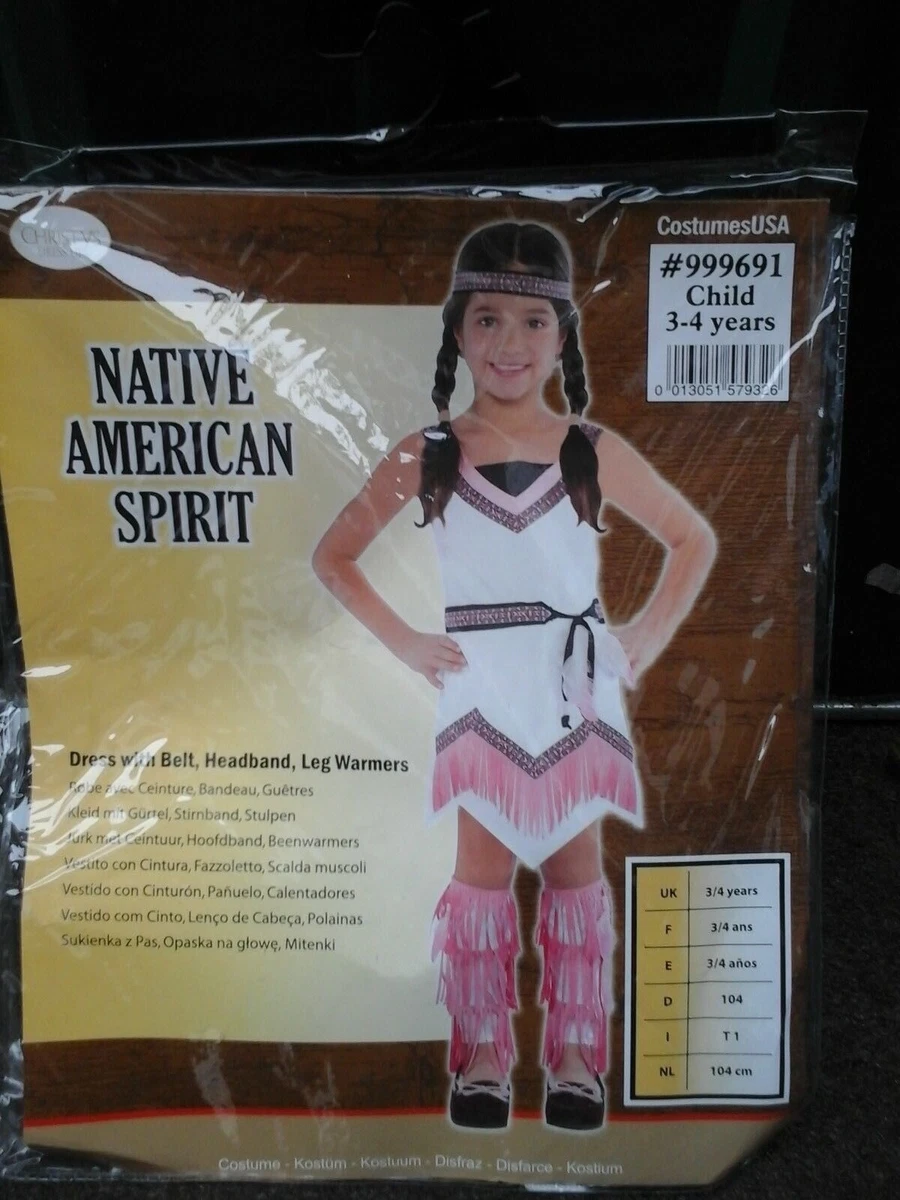 CHRISTY'S
CostumesUSA
#999691
Child
3-4 years
0 013051 579326
NATIVE
AMERICAN
SPIRIT
Dress with Belt, Headband, Leg Warmers
Robe avec Ceinture, Bandeau, Guêtres
Kleid mit Gürtel, Stirnband, Stulpen
Jurk met Ceintuur, Hoofdband, Beenwarmers
Vestito con Cintura, Fazzoletto, Scalda muscoli
Vestido con Cinturón, Pañuelo, Calentadores
Vestido com Cinto, Lenço de Cabeça, Polainas
Sukienka z Pas, Opaska na głowę, Mitenki
UK 3/4 years
F 3/4 ans
E 3/4 años
D 104
I T 1
NL 104 cm
Costume - Kostüm - Kostuum - Disfraz - Disfarce - Kostium